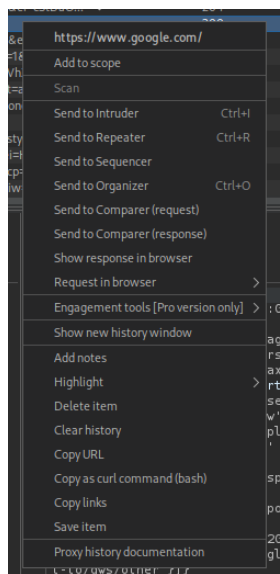 https://www.google.com/
Add to scope
Scan
Send to Intruder Ctrl+I
Send to Repeater Ctrl+R
Send to Sequencer
Send to Organizer Ctrl+O
Send to Comparer (request)
Send to Comparer (response)
Show response in browser
Request in browser
Engagement tools [Pro version only]
Show new history window
Add notes
Highlight
Delete item
Clear history
Copy URL
Copy as curl command (bash)
Copy links
Save item
Proxy history documentation